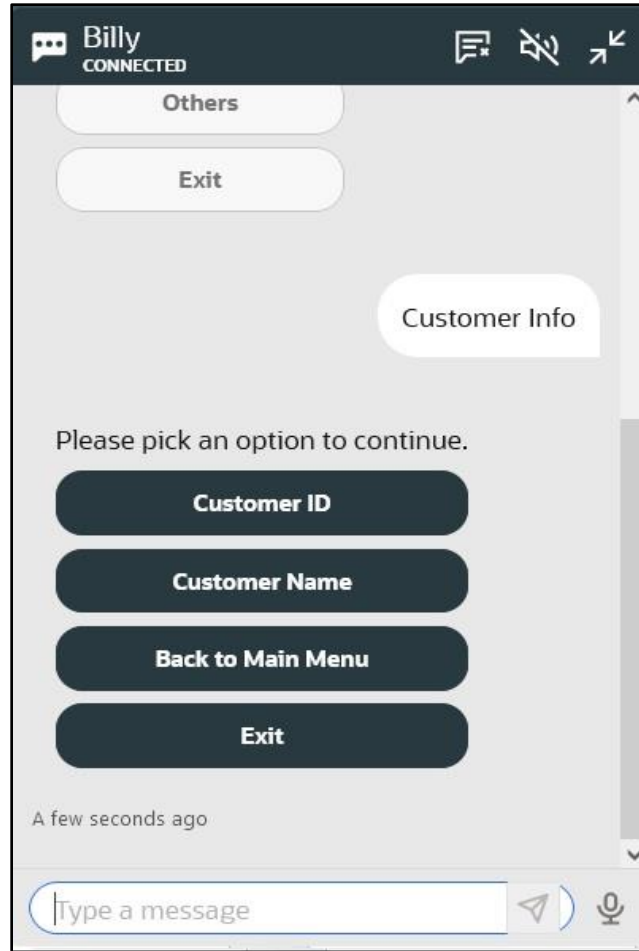 Billy
CONNECTED
Others
Exit
Customer Info
Please pick an option to continue.
Customer ID
Customer Name
Back to Main Menu
Exit
A few seconds ago
Type a message